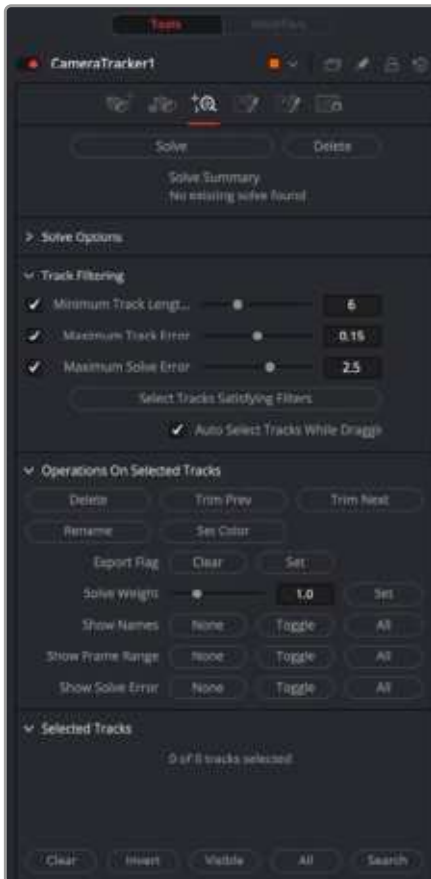 Tools Modifiers
CameraTracker1
Solve Delete
Solve Summary
No existing solve found
Solve Options
Track Filtering
Minimum Track Lengt... 6
Maximum Track Error 0.15
Maximum Solve Error 2.5
Select Tracks Satisfying Filters
Auto Select Tracks While Draggi
Operations On Selected Tracks
Delete Trim Prev Trim Next
Rename Set Color
Export Flag Clear Set
Solve Weight 1.0 Set
Show Names None Toggle All
Show Frame Range None Toggle All
Show Solve Error None Toggle All
Selected Tracks
0 of 0 tracks selected
Clear Invert Visible All Search